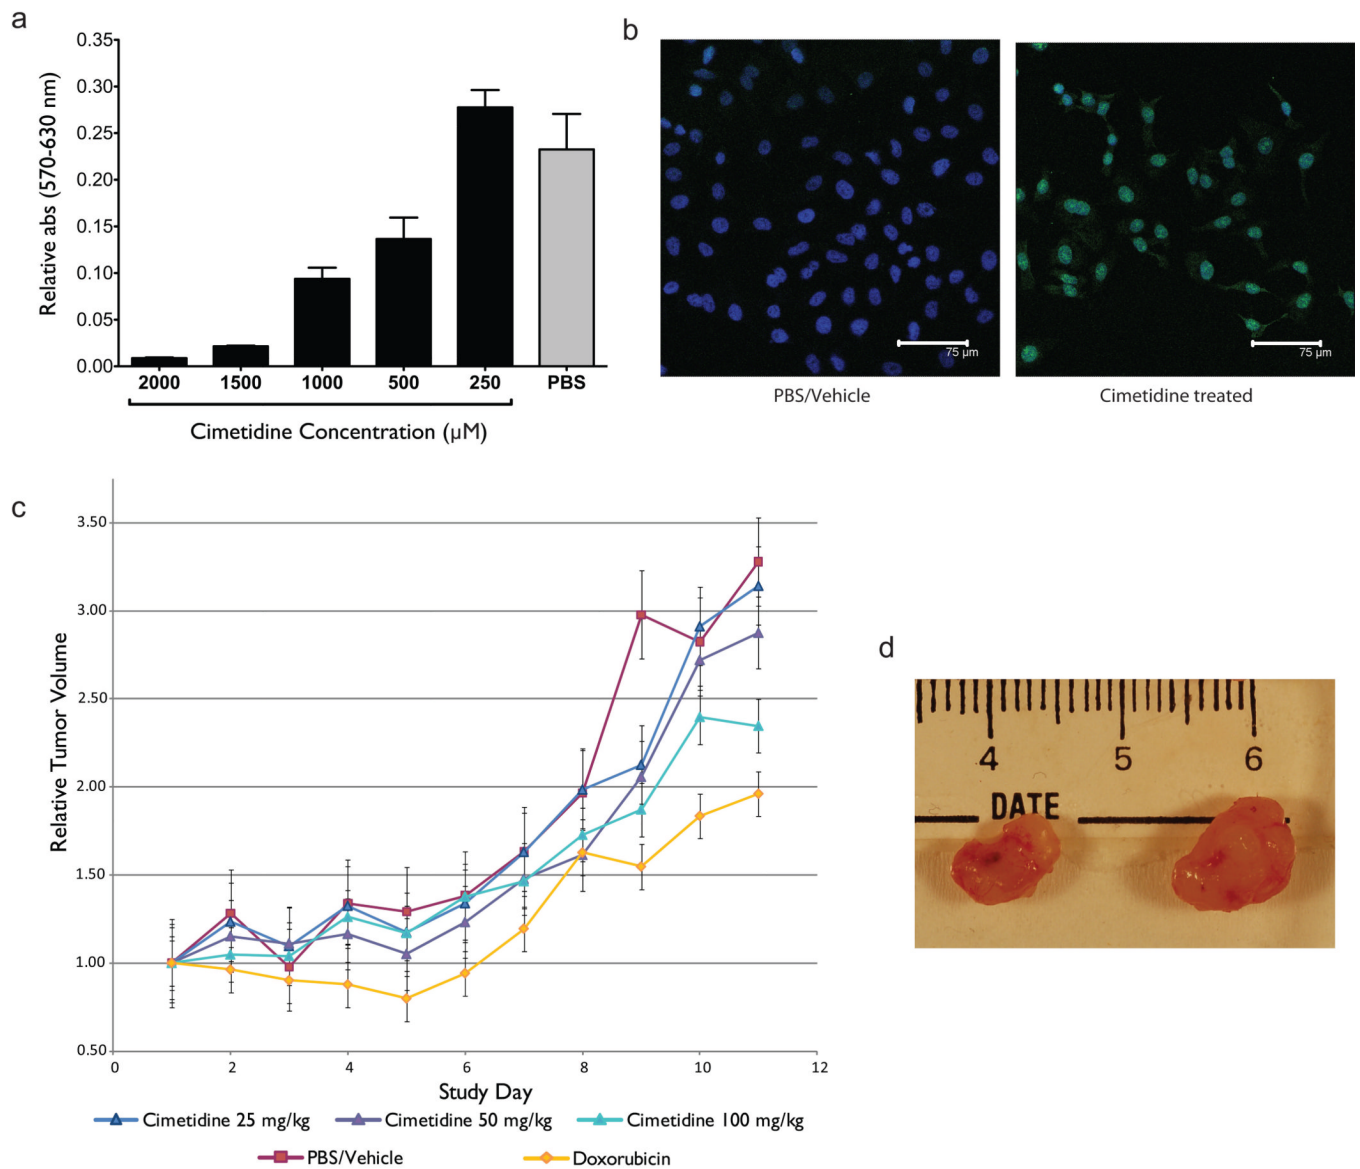 a
0.35
0.30
0.25
0.20
0.15
0.10
0.05
0.00
Relative abs (570-630 nm)
2000 1500 1000 500 250 PBS
Cimetidine Concentration (µM)
b
75 µm
75 µm
PBS/Vehicle
Cimetidine treated
c
3.50
3.00
2.50
2.00
1.50
1.00
0.50
Relative Tumor Volume
0 2 4 6 8 10 12
Study Day
Cimetidine 25 mg/kg
Cimetidine 50 mg/kg
Cimetidine 100 mg/kg
PBS/Vehicle
Doxorubicin
d
4 5 6
DATE